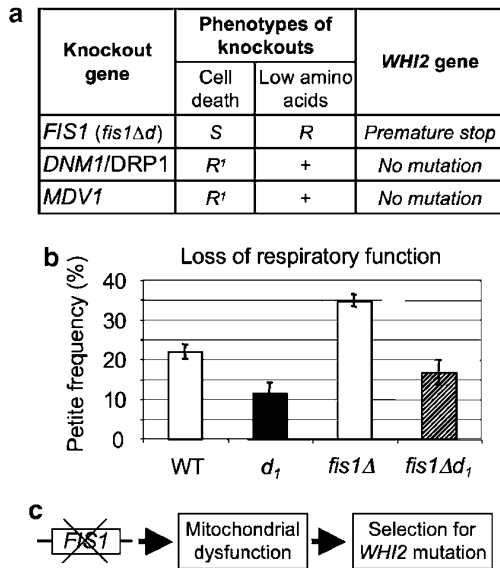 a
Knockout gene
Phenotypes of knockouts
WHI2 gene
Cell death
Low amino acids
FIS1 (fis1Δd) S R Premature stop
DNM1/DRP1 R¹ + No mutation
MDV1 R¹ + No mutation
b
Loss of respiratory function
Petite frequency (%)
40
30
20
10
0
WT d₁ fis1Δ fis1Δd₁
c
FIS1
Mitochondrial dysfunction
Selection for WHI2 mutation